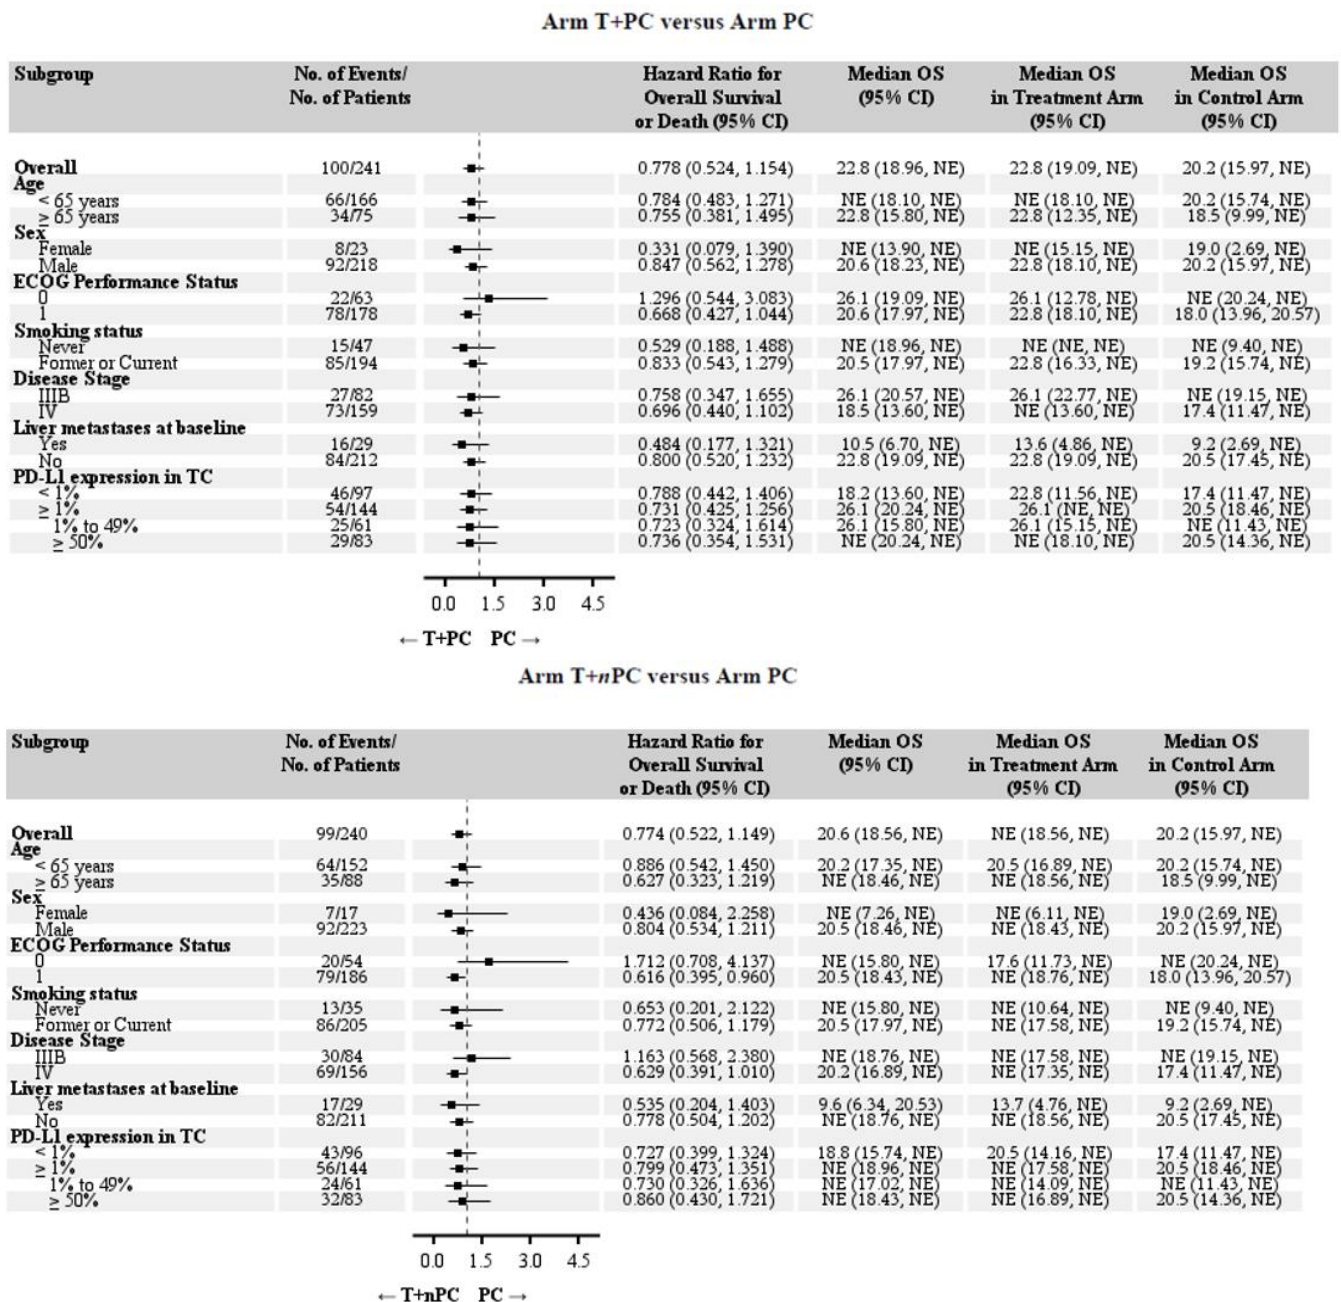 Arm T+PC versus Arm PC
Subgroup No. of Events/ Hazard Ratio for Median OS Median OS Median OS
No. of Patients Overall Survival (95% CI) in Treatment Arm in Control Arm
or Death (95% CI) (95% CI) (95% CI)
Overall 100/241 0.778 (0.524, 1.154) 22.8 (18.96, NE) 22.8 (19.09, NE) 20.2 (15.97, NE)
Age
< 65 years 66/166 0.784 (0.483, 1.271) NE (18.10, NE) NE (18.10, NE) 20.2 (15.74, NE)
≥ 65 years 34/75 0.755 (0.381, 1.495) 22.8 (15.80, NE) 22.8 (12.35, NE) 18.5 (9.99, NE)
Sex
Female 8/23 0.331 (0.079, 1.390) NE (13.90, NE) NE (15.15, NE) 19.0 (2.69, NE)
Male 92/218 0.847 (0.562, 1.278) 20.6 (18.23, NE) 22.8 (18.10, NE) 20.2 (15.97, NE)
ECOG Performance Status
0 22/63 1.296 (0.544, 3.083) 26.1 (19.09, NE) 26.1 (12.78, NE) NE (20.24, NE)
1 78/178 0.668 (0.427, 1.044) 20.6 (17.97, NE) 22.8 (18.10, NE) 18.0 (13.96, 20.57)
Smoking status
Never 15/47 0.529 (0.188, 1.488) NE (18.96, NE) NE (NE, NE) NE (9.40, NE)
Former or Current 85/194 0.833 (0.543, 1.279) 20.5 (17.97, NE) 22.8 (16.33, NE) 19.2 (15.74, NE)
Disease Stage
IIIB 27/82 0.758 (0.347, 1.655) 26.1 (20.57, NE) 26.1 (22.77, NE) NE (19.15, NE)
IV 73/159 0.696 (0.440, 1.102) 18.5 (13.60, NE) NE (13.60, NE) 17.4 (11.47, NE)
Liver metastases at baseline
Yes 16/29 0.484 (0.177, 1.321) 10.5 (6.70, NE) 13.6 (4.86, NE) 9.2 (2.69, NE)
No 84/212 0.800 (0.520, 1.232) 22.8 (19.09, NE) 22.8 (19.09, NE) 20.5 (17.45, NE)
PD-L1 expression in TC
< 1% 46/97 0.788 (0.442, 1.406) 18.2 (13.60, NE) 22.8 (11.56, NE) 17.4 (11.47, NE)
≥ 1% 54/144 0.731 (0.425, 1.256) 26.1 (20.24, NE) 26.1 (NE, NE) 20.5 (18.46, NE)
1% to 49% 25/61 0.723 (0.324, 1.614) 26.1 (15.80, NE) 26.1 (15.15, NE) NE (11.43, NE)
≥ 50% 29/83 0.736 (0.354, 1.531) NE (20.24, NE) NE (18.10, NE) 20.5 (14.36, NE)
0.0 1.5 3.0 4.5
← T+PC PC →
Arm T+nPC versus Arm PC
Subgroup No. of Events/ Hazard Ratio for Median OS Median OS Median OS
No. of Patients Overall Survival (95% CI) in Treatment Arm in Control Arm
or Death (95% CI) (95% CI) (95% CI)
Overall 99/240 0.774 (0.522, 1.149) 20.6 (18.56, NE) NE (18.56, NE) 20.2 (15.97, NE)
Age
< 65 years 64/152 0.886 (0.542, 1.450) 20.2 (17.35, NE) 20.5 (16.89, NE) 20.2 (15.74, NE)
≥ 65 years 35/88 0.627 (0.323, 1.219) NE (18.46, NE) NE (18.56, NE) 18.5 (9.99, NE)
Sex
Female 7/17 0.436 (0.084, 2.258) NE (7.26, NE) NE (6.11, NE) 19.0 (2.69, NE)
Male 92/223 0.804 (0.534, 1.211) 20.5 (18.46, NE) NE (18.43, NE) 20.2 (15.97, NE)
ECOG Performance Status
0 20/54 1.712 (0.708, 4.137) NE (15.80, NE) 17.6 (11.73, NE) NE (20.24, NE)
1 79/186 0.616 (0.395, 0.960) 20.5 (18.43, NE) NE (18.76, NE) 18.0 (13.96, 20.57)
Smoking status
Never 13/35 0.653 (0.201, 2.122) NE (15.80, NE) NE (10.64, NE) NE (9.40, NE)
Former or Current 86/205 0.772 (0.506, 1.179) 20.5 (17.97, NE) NE (17.58, NE) 19.2 (15.74, NE)
Disease Stage
IIIB 30/84 1.163 (0.568, 2.380) NE (18.76, NE) NE (17.58, NE) NE (19.15, NE)
IV 69/156 0.629 (0.391, 1.010) 20.2 (16.89, NE) NE (17.35, NE) 17.4 (11.47, NE)
Liver metastases at baseline
Yes 17/29 0.535 (0.204, 1.403) 9.6 (6.34, 20.53) 13.7 (4.76, NE) 9.2 (2.69, NE)
No 82/211 0.778 (0.504, 1.202) NE (18.76, NE) NE (18.56, NE) 20.5 (17.45, NE)
PD-L1 expression in TC
< 1% 43/96 0.727 (0.399, 1.324) 18.8 (15.74, NE) 20.5 (14.16, NE) 17.4 (11.47, NE)
≥ 1% 56/144 0.799 (0.473, 1.351) NE (18.96, NE) NE (17.58, NE) 20.5 (18.46, NE)
1% to 49% 24/61 0.730 (0.326, 1.636) NE (17.02, NE) NE (14.09, NE) NE (11.43, NE)
≥ 50% 32/83 0.860 (0.430, 1.721) NE (18.43, NE) NE (16.89, NE) 20.5 (14.36, NE)
0.0 1.5 3.0 4.5
← T+nPC PC →